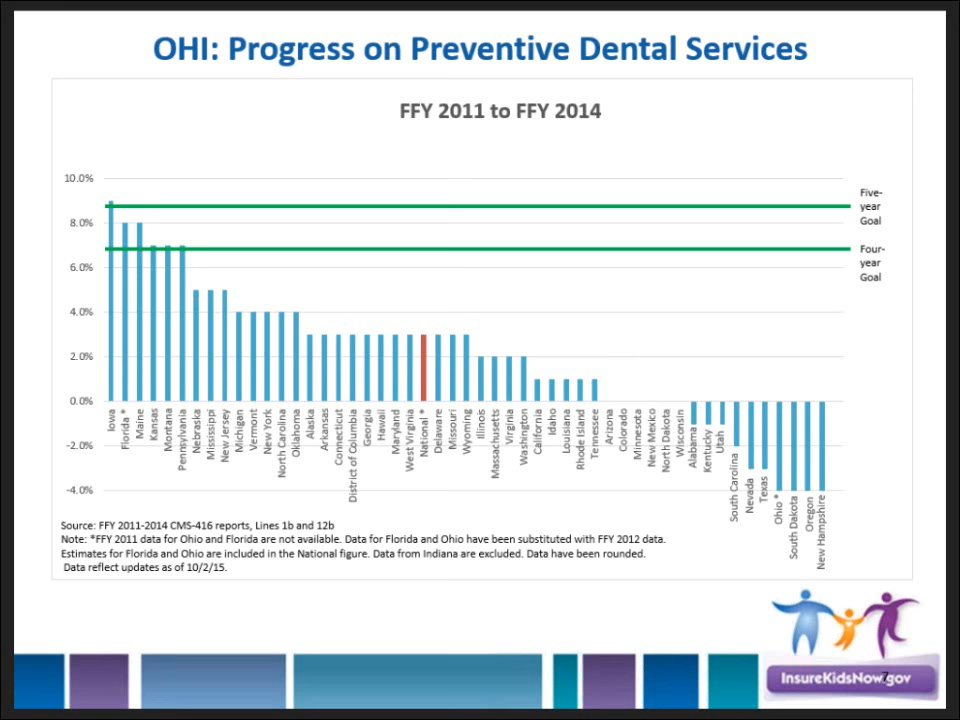 OHI: Progress on Preventive Dental Services
FFY 2011 to FFY 2014
10.0%
8.0%
6.0%
4.0%
2.0%
0.0%
-2.0%
-4.0%
Five-
year
Goal
Four-
year
Goal
Iowa
Florida *
Maine
Kansas
Montana
Pennsylvania
Nebraska
Mississippi
New Jersey
Michigan
Vermont
New York
North Carolina
Oklahoma
Alaska
Arkansas
Connecticut
District of Columbia
Georgia
Hawaii
Maryland
West Virginia
National *
Delaware
Missouri
Wyoming
Illinois
Massachusetts
Virginia
Washington
California
Idaho
Louisiana
Rhode Island
Tennessee
Arizona
Colorado
Minnesota
New Mexico
North Dakota
Wisconsin
Alabama
Kentucky
Utah
South Carolina
Nevada
Texas
Ohio *
South Dakota
Oregon
New Hampshire
Source: FFY 2011-2014 CMS-416 reports, Lines 1b and 12b
Note: *FFY 2011 data for Ohio and Florida are not available. Data for Florida and Ohio have been substituted with FFY 2012 data.
Estimates for Florida and Ohio are included in the National figure. Data from Indiana are excluded. Data have been rounded.
Data reflect updates as of 10/2/15.
InsureKidsNow.gov
7